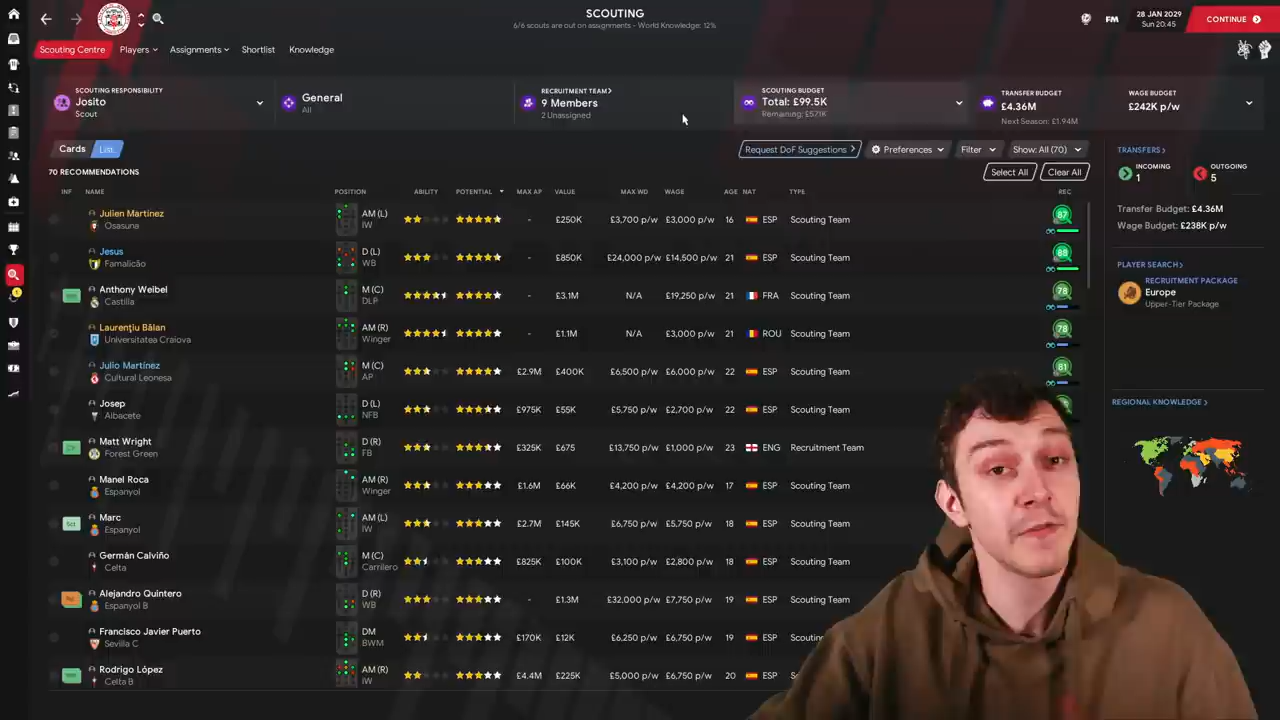 SCOUTING
6/6 scouts are out on assignments - World Knowledge: 12%
FM
28 JAN 2029
Sun 20:45
CONTINUE
Scouting Centre Players Assignments Shortlist Knowledge
SCOUTING RESPONSIBILITY
Josito
Scout
General
All
RECRUITMENT TEAM >
9 Members
2 Unassigned
SCOUTING BUDGET
Total: £99.5K
Remaining: £571K
TRANSFER BUDGET
£4.36M
Next Season: £1.94M
WAGE BUDGET
£242K p/w
Cards List
Request DoF Suggestions > Preferences Filter Show: All (70)
70 RECOMMENDATIONS
Select All Clear All
INF NAME POSITION ABILITY POTENTIAL MAX AP VALUE MAX WD WAGE AGE NAT TYPE REC
Julien Martínez AM (L) - £250K £3,700 p/w £3,000 p/w 16 ESP Scouting Team 87
Osasuna IW
Jesus D (L) - £850K £24,000 p/w £14,500 p/w 21 ESP Scouting Team 88
Famalicão WB
Anthony Weibel M (C) - £3.1M N/A £19,250 p/w 21 FRA Scouting Team 78
Castilla DLP
Laurențiu Bălan AM (R) - £1.1M N/A £3,000 p/w 21 ROU Scouting Team 78
Universitatea Craiova Winger
Julio Martínez M (C) £2.9M £400K £6,500 p/w £6,000 p/w 22 ESP Scouting Team 81
Cultural Leonesa AP
Josep D (L) £975K £55K £5,750 p/w £2,700 p/w 22 ESP Scouting Team
Albacete NFB
Matt Wright D (R) £325K £675 £13,750 p/w £1,000 p/w 23 ENG Recruitment Team
Forest Green FB
Manel Roca AM (R) £1.6M £66K £4,200 p/w £4,200 p/w 17 ESP Scouting Team
Espanyol Winger
Sct Marc AM (L) £2.7M £145K £6,750 p/w £5,750 p/w 18 ESP Scouting Team
Espanyol IW
Germán Calviño M (C) £825K £100K £3,100 p/w £2,800 p/w 18 ESP Scouting Team
Celta Carrilero
Alejandro Quintero D (R) - £1.3M £32,000 p/w £7,750 p/w 19 ESP Scouting Team
Espanyol B WB
Francisco Javier Puerto DM £170K £12K £6,250 p/w £6,750 p/w 19 ESP Scouting
Sevilla C BWM
Rodrigo López AM (R) £4.4M £225K £5,000 p/w £6,750 p/w 20 ESP
Celta B IW
TRANSFERS >
INCOMING
1
OUTGOING
5
Transfer Budget: £4.36M
Wage Budget: £238K p/w
PLAYER SEARCH >
RECRUITMENT PACKAGE
Europe
Upper-Tier Package
REGIONAL KNOWLEDGE >